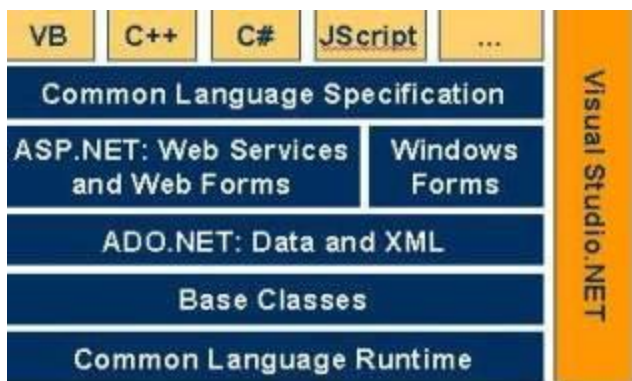 VB
C++
C#
JScript
...
Common Language Specification
ASP.NET: Web Services
and Web Forms
Windows
Forms
ADO.NET: Data and XML
Base Classes
Common Language Runtime
Visual Studio.NET